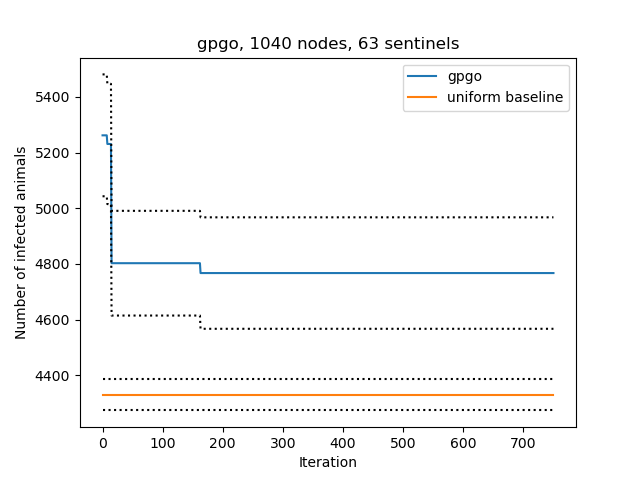 gpgo, 1040 nodes, 63 sentinels
gpgo
uniform baseline
Number of infected animals
5400
5200
5000
4800
4600
4400
0 100 200 300 400 500 600 700
Iteration